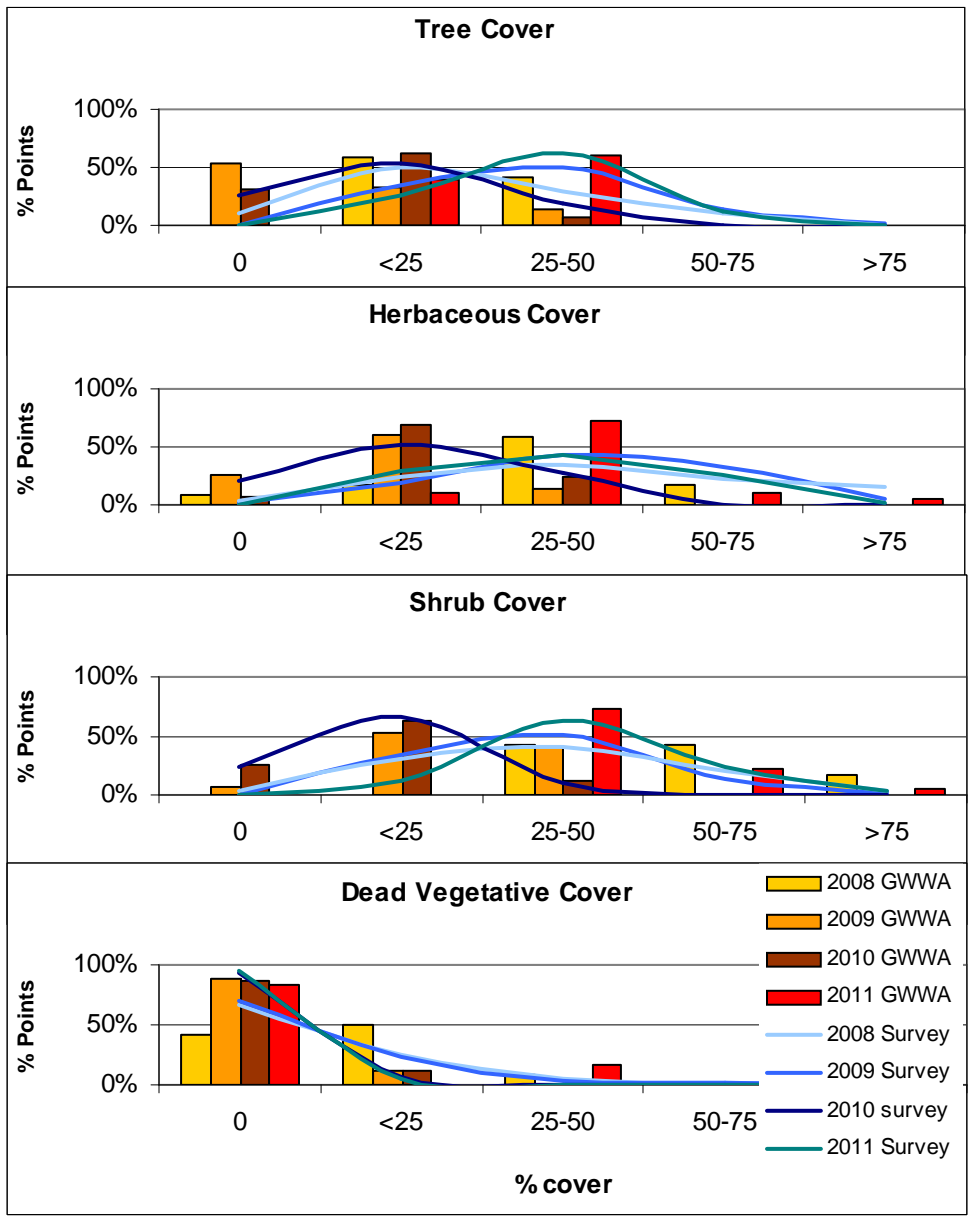 Tree Cover
% Points
100%
50%
0%
0 <25 25-50 50-75 >75
Herbaceous Cover
% Points
100%
50%
0%
0 <25 25-50 50-75 >75
Shrub Cover
% Points
100%
50%
0%
0 <25 25-50 50-75 >75
Dead Vegetative Cover
% Points
100%
50%
0%
0 <25 25-50 50-75
% cover
2008 GWWA
2009 GWWA
2010 GWWA
2011 GWWA
2008 Survey
2009 Survey
2010 survey
2011 Survey